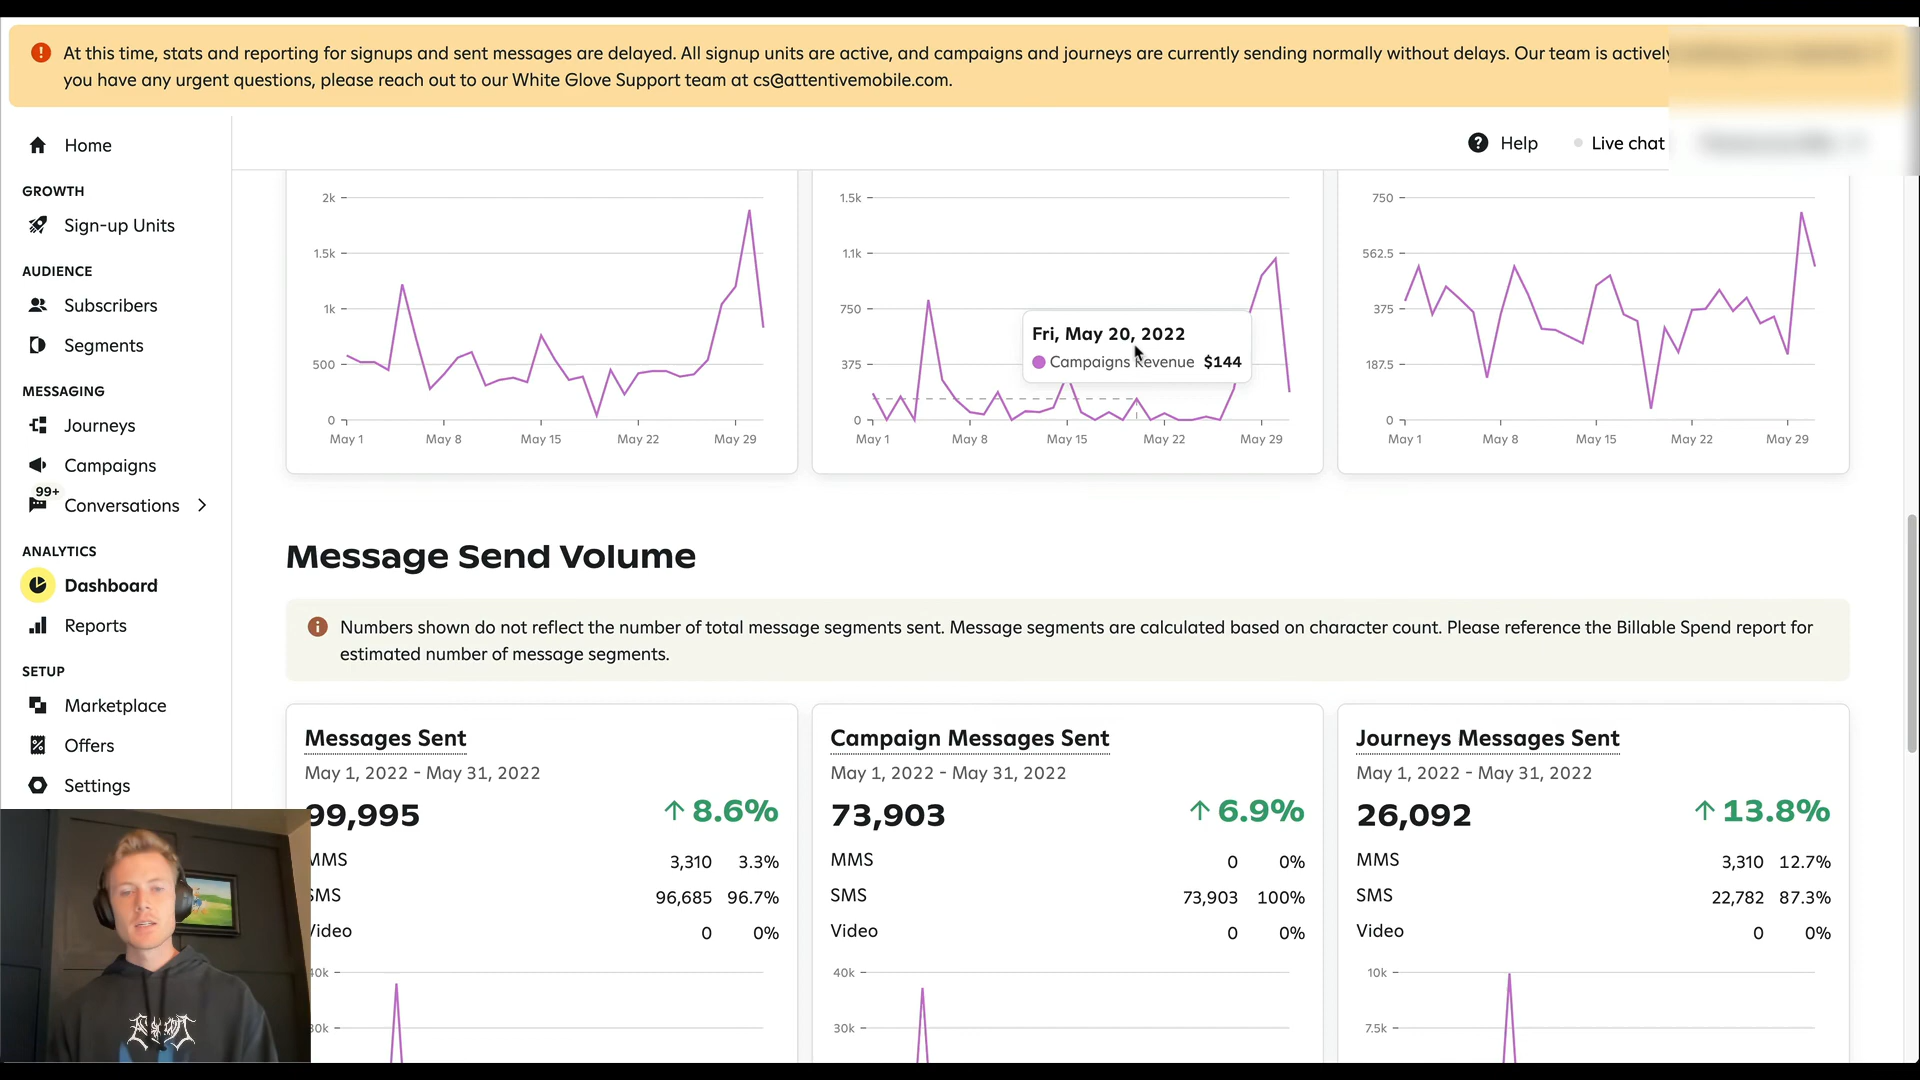 At this time, stats and reporting for signups and sent messages are delayed. All signup units are active, and campaigns and journeys are currently sending normally without delays. Our team is actively
you have any urgent questions, please reach out to our White Glove Support team at cs@attentivemobile.com.
Help
Live chat
Home
GROWTH
Sign-up Units
AUDIENCE
Subscribers
Segments
MESSAGING
Journeys
Campaigns
99+
Conversations
ANALYTICS
Dashboard
Reports
SETUP
Marketplace
Offers
Settings
2k
1.5k
1k
500
0
May 1 May 8 May 15 May 22 May 29
1.5k
1.1k
750
375
0
May 1 May 8 May 15 May 22 May 29
Fri, May 20, 2022
Campaigns Revenue $144
750
562.5
375
187.5
0
May 1 May 8 May 15 May 22 May 29
Message Send Volume
Numbers shown do not reflect the number of total message segments sent. Message segments are calculated based on character count. Please reference the Billable Spend report for
estimated number of message segments.
Messages Sent
May 1, 2022 - May 31, 2022
99,995 8.6%
MMS 3,310 3.3%
SMS 96,685 96.7%
Video 0 0%
40k
30k
Campaign Messages Sent
May 1, 2022 - May 31, 2022
73,903 6.9%
MMS 0 0%
SMS 73,903 100%
Video 0 0%
40k
30k
Journeys Messages Sent
May 1, 2022 - May 31, 2022
26,092 13.8%
MMS 3,310 12.7%
SMS 22,782 87.3%
Video 0 0%
10k
7.5k